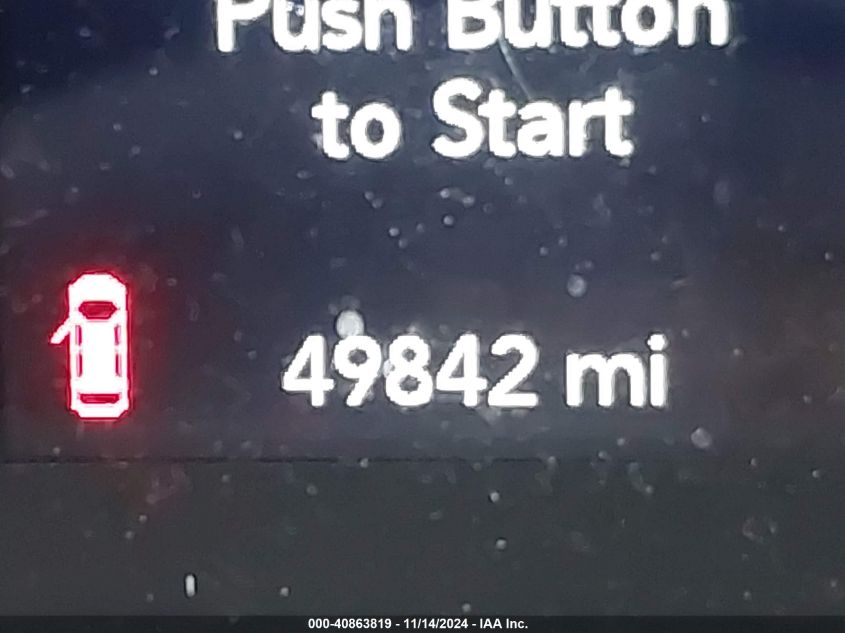 Push Button
to Start
49842 mi
000-40863819 - 11/14/2024 - IAA Inc.